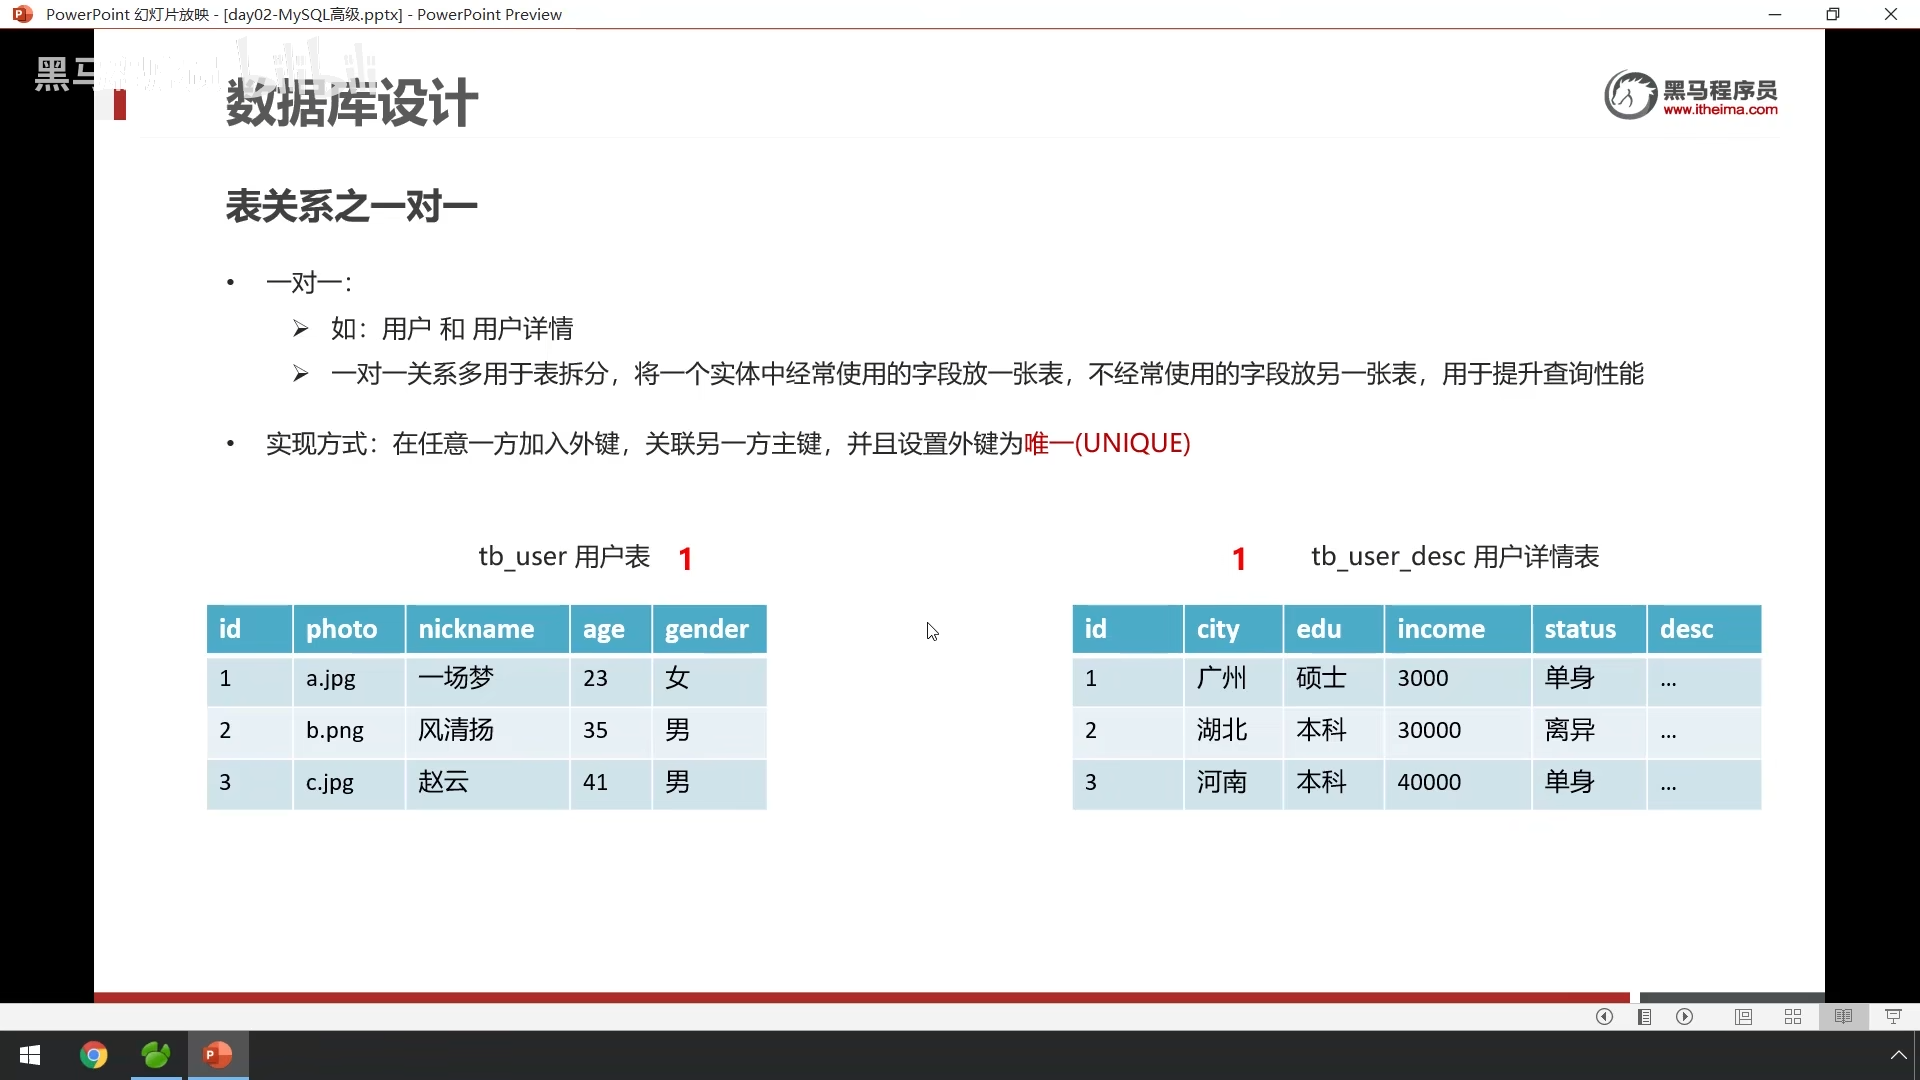 PowerPoint 幻灯片放映 - [day02-MySQL高级.pptx] - PowerPoint Preview
数据库设计
黑马程序员
www.itheima.com
表关系之一对一
• 一对一：
➢ 如：用户 和 用户详情
➢ 一对一关系多用于表拆分，将一个实体中经常使用的字段放一张表，不经常使用的字段放另一张表，用于提升查询性能
• 实现方式：在任意一方加入外键，关联另一方主键，并且设置外键为唯一(UNIQUE)
tb_user 用户表 1
id photo nickname age gender
1 a.jpg 一场梦 23 女
2 b.png 风清扬 35 男
3 c.jpg 赵云 41 男
1 tb_user_desc 用户详情表
id city edu income status desc
1 广州 硕士 3000 单身 ...
2 湖北 本科 30000 离异 ...
3 河南 本科 40000 单身 ...